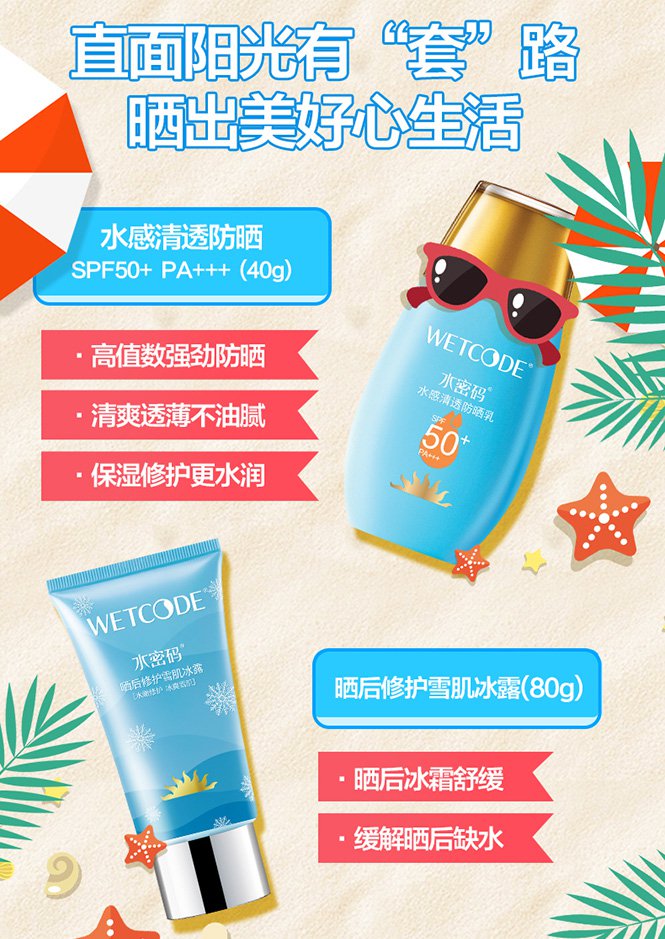 直面阳光有“套”路
晒出美好心生活
水感清透防晒
SPF50+ PA+++ (40g)
·高值数强劲防晒
·清爽透薄不油腻
·保湿修护更水润
WETCODE®
水密码®
水感清透防晒乳
SPF
50+
PA+++
WETCODE®
水密码®
晒后修护雪肌冰露
晒后修护雪肌冰露(80g)
·晒后冰霜舒缓
·缓解晒后缺水